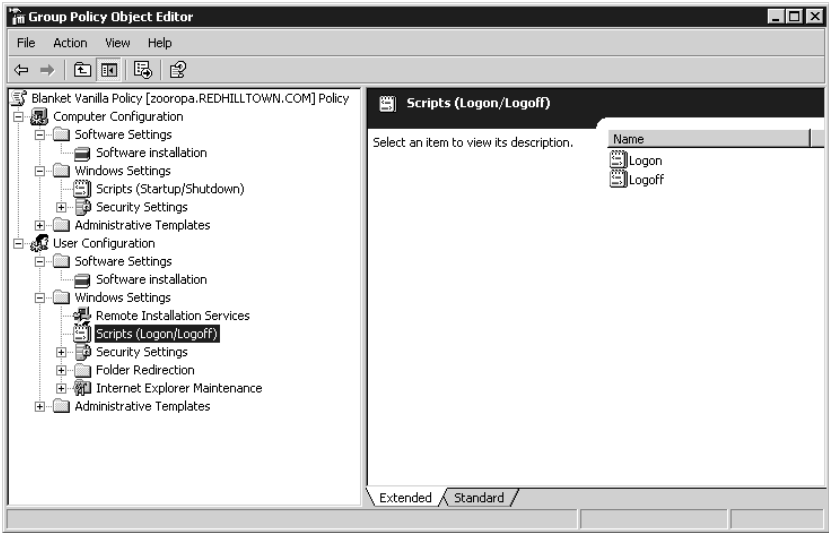 Group Policy Object Editor
File Action View Help
Blanket Vanilla Policy [zooropa.REDHILLTOWN.COM] Policy
Computer Configuration
Software Settings
Software installation
Windows Settings
Scripts (Startup/Shutdown)
Security Settings
Administrative Templates
User Configuration
Software Settings
Software installation
Windows Settings
Remote Installation Services
Scripts (Logon/Logoff)
Security Settings
Folder Redirection
Internet Explorer Maintenance
Administrative Templates
Scripts (Logon/Logoff)
Select an item to view its description.
Name
Logon
Logoff
Extended Standard